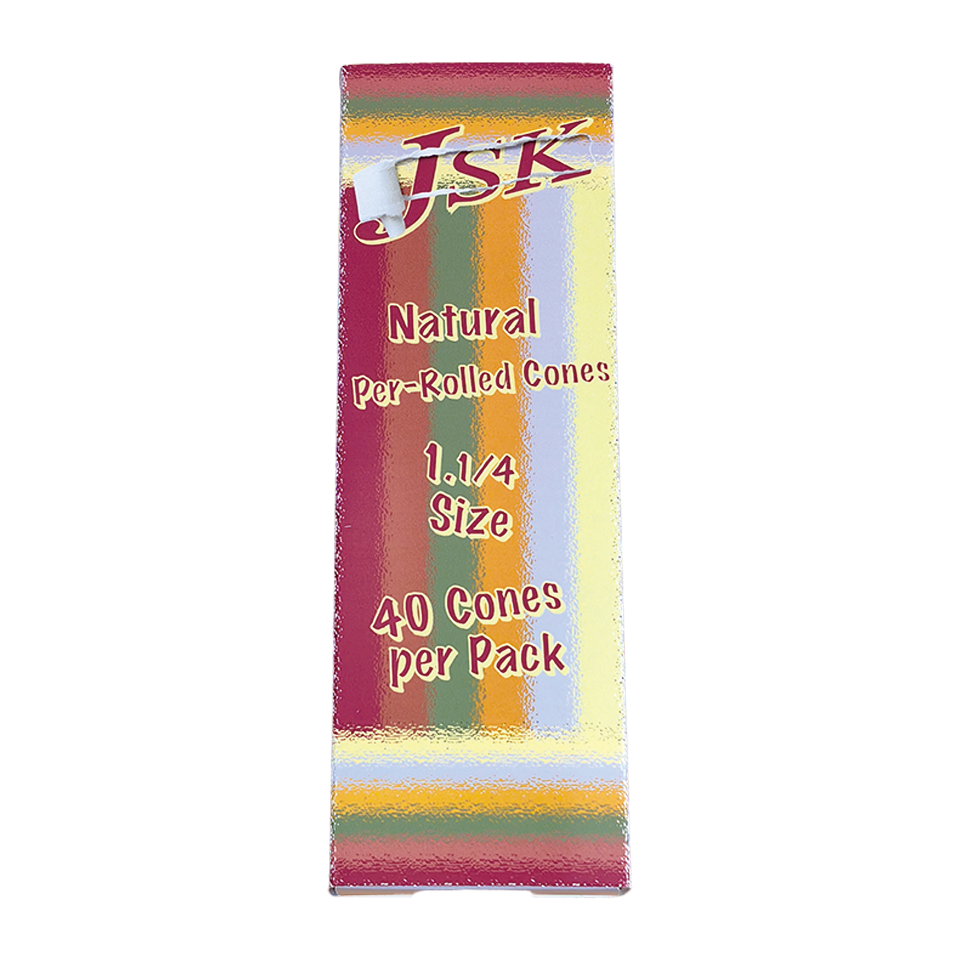 JSK
Natural
Per-Rolled Cones
1.1/4
Size
40 Cones
per Pack